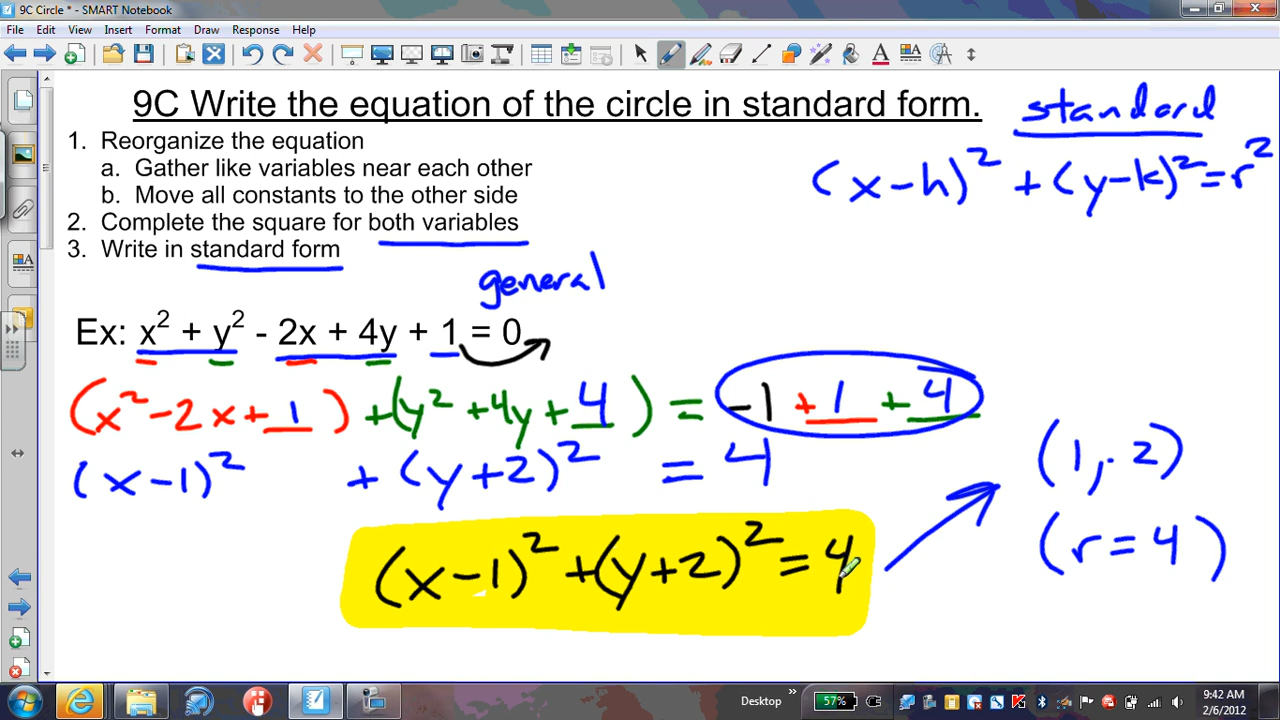 9C Circle * - SMART Notebook
File Edit View Insert Format Draw Response Help
9C Write the equation of the circle in standard form.
standard
1. Reorganize the equation
a. Gather like variables near each other
b. Move all constants to the other side
2. Complete the square for both variables
3. Write in standard form
(x-h)² + (y-k)² = r²
general
Ex: x² + y² - 2x + 4y + 1 = 0
(x² - 2x + 1) + (y² + 4y + 4) = -1 + 1 + 4
(x-1)² + (y+2)² = 4
(1, -2)
(r = 4)
(x-1)² + (y+2)² = 4
Desktop
57%
9:42 AM
2/6/2012